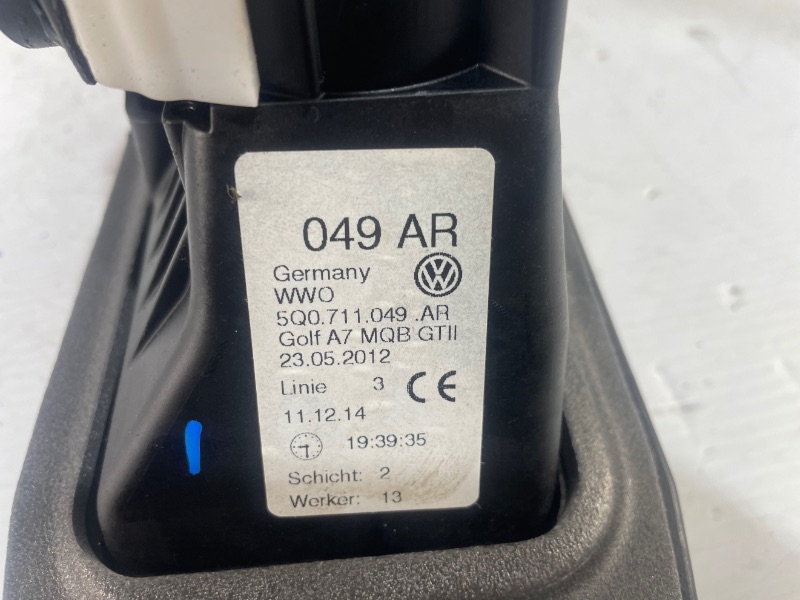 049 AR
Germany
WWO
5Q0.711.049 .AR
Golf A7 MQB GTII
23.05.2012
Linie 3 CE
11.12.14
19:39:35
Schicht: 2
Werker: 13